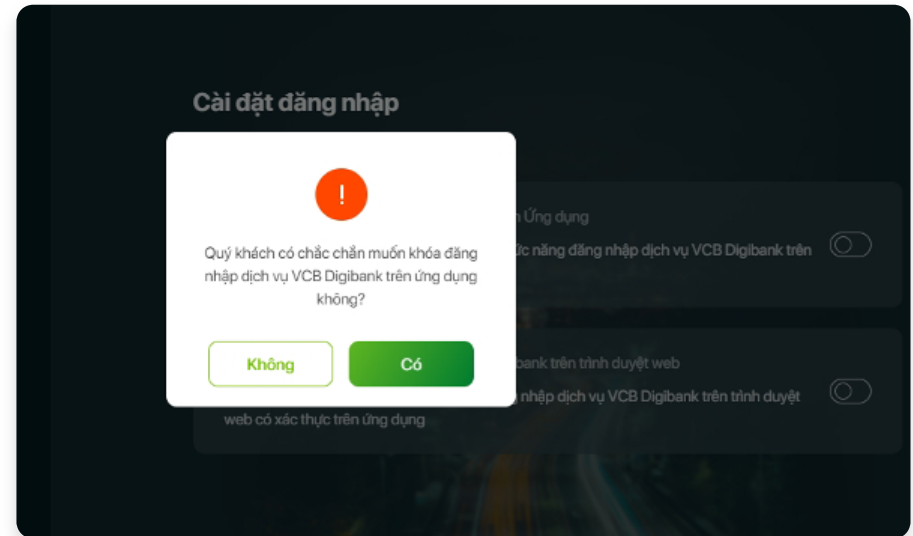 Cài đặt đăng nhập
!
Quý khách có chắc chắn muốn khóa đăng
nhập dịch vụ VCB Digibank trên ứng dụng
không?
Không
Có
Ứng dụng
năng đăng nhập dịch vụ VCB Digibank trên
trên trình duyệt web
nhập dịch vụ VCB Digibank trên trình duyệt
web có xác thực trên ứng dụng